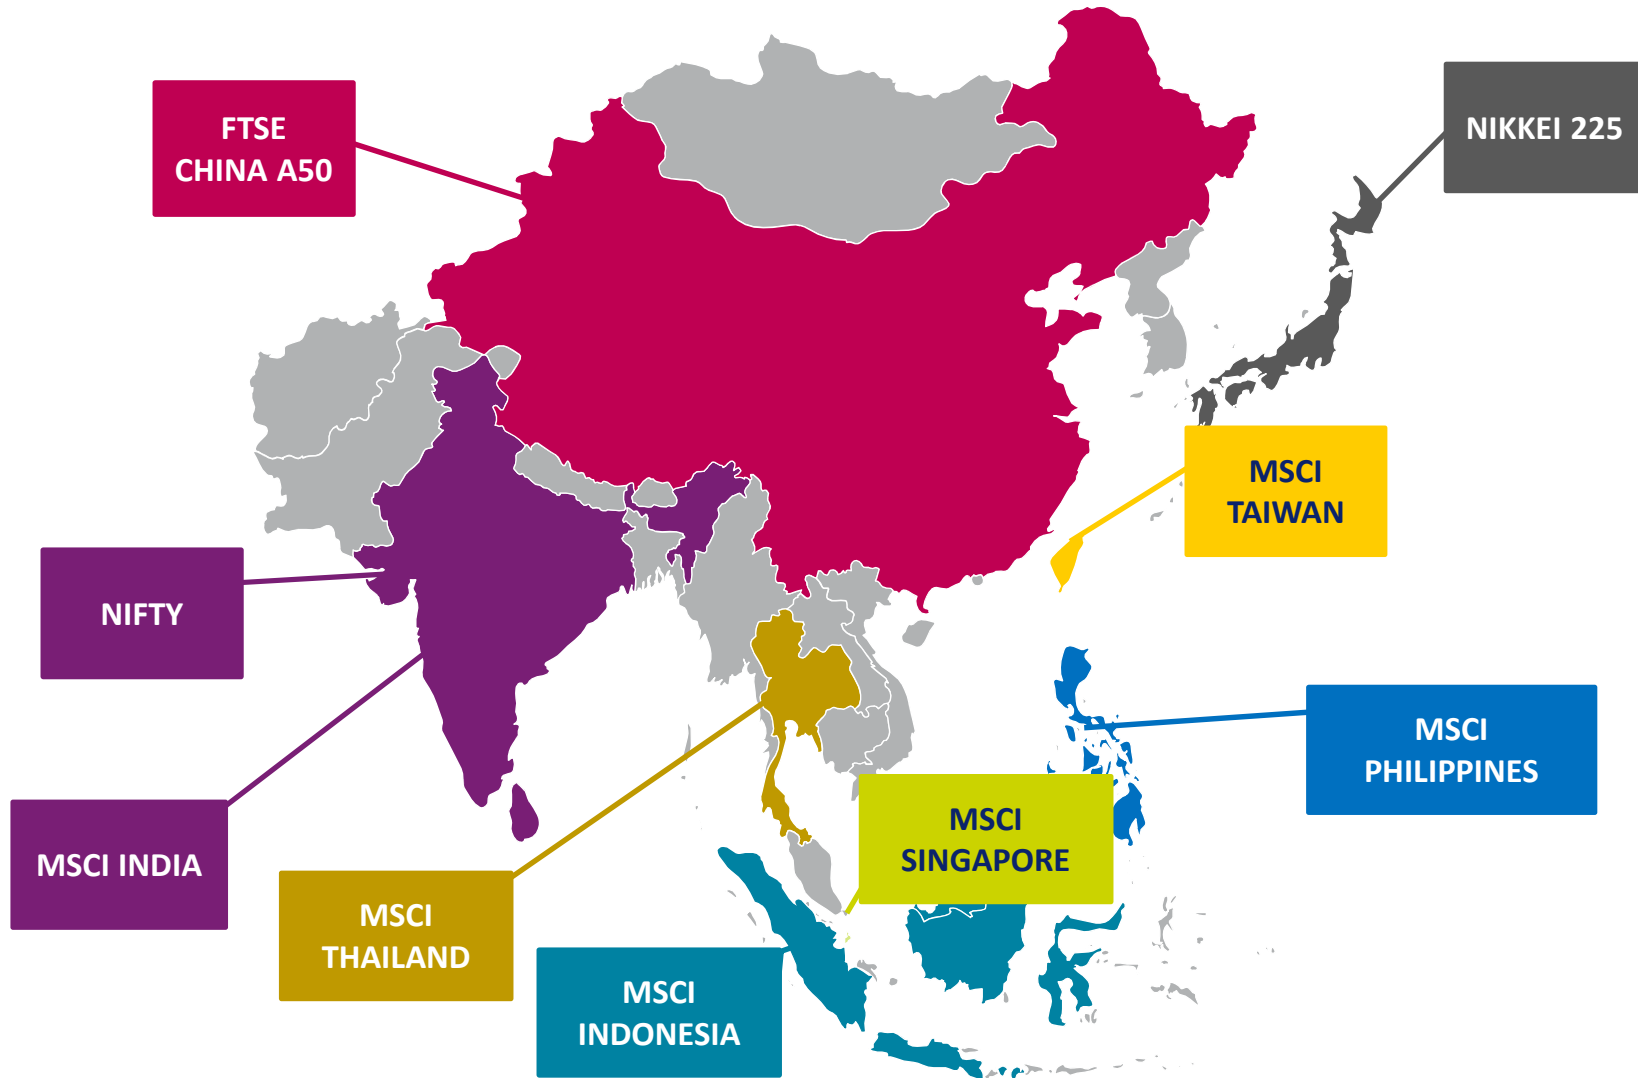 FTSE
CHINA A50
NIKKEI 225
MSCI
TAIWAN
NIFTY
MSCI
PHILIPPINES
MSCI
SINGAPORE
MSCI INDIA
MSCI
THAILAND
MSCI
INDONESIA